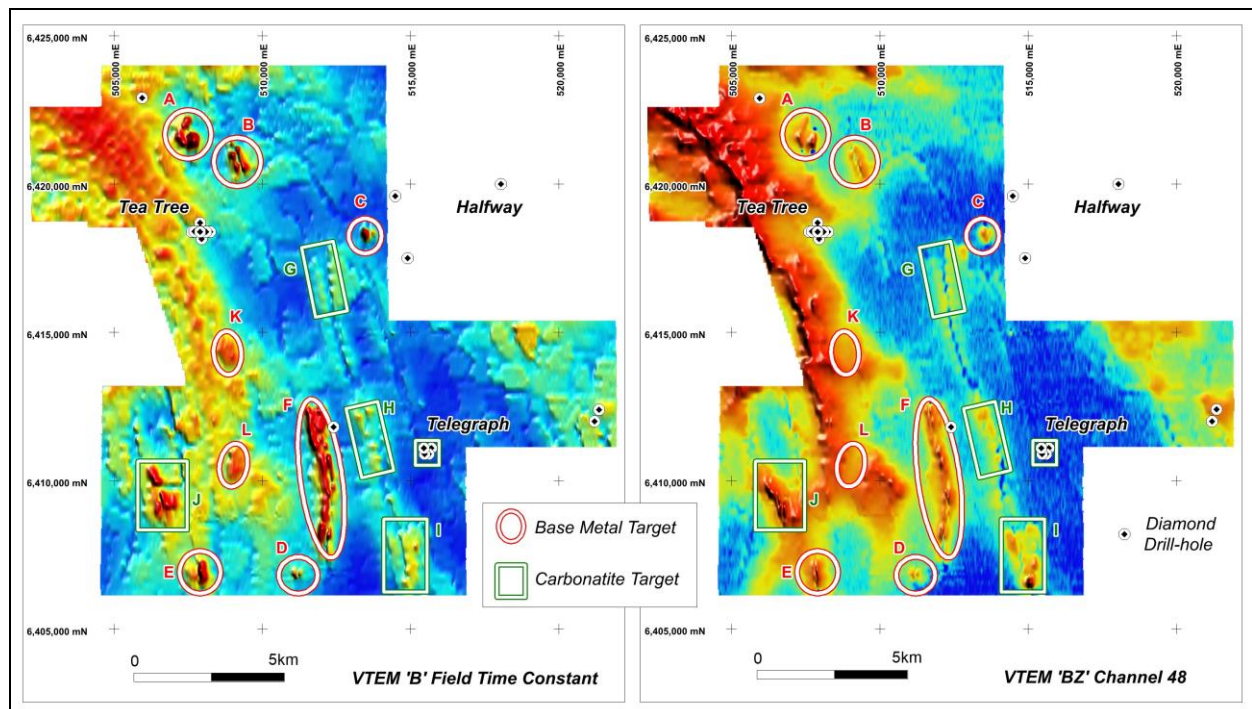 6,425,000 mN
505,000 mE
510,000 mE
515,000 mE
520,000 mE
A
B
6,420,000 mN
C
Tea Tree
Halfway
G
K
6,415,000 mN
F
H
Telegraph
L
6,410,000 mN
J
I
E
D
6,405,000 mN
0
5km
VTEM 'B' Field Time Constant
Base Metal Target
Carbonatite Target
6,425,000 mN
505,000 mE
510,000 mE
515,000 mE
520,000 mE
A
B
6,420,000 mN
C
Tea Tree
Halfway
G
K
6,415,000 mN
F
H
Telegraph
L
6,410,000 mN
J
I
Diamond
Drill-hole
E
D
6,405,000 mN
0
5km
VTEM 'BZ' Channel 48